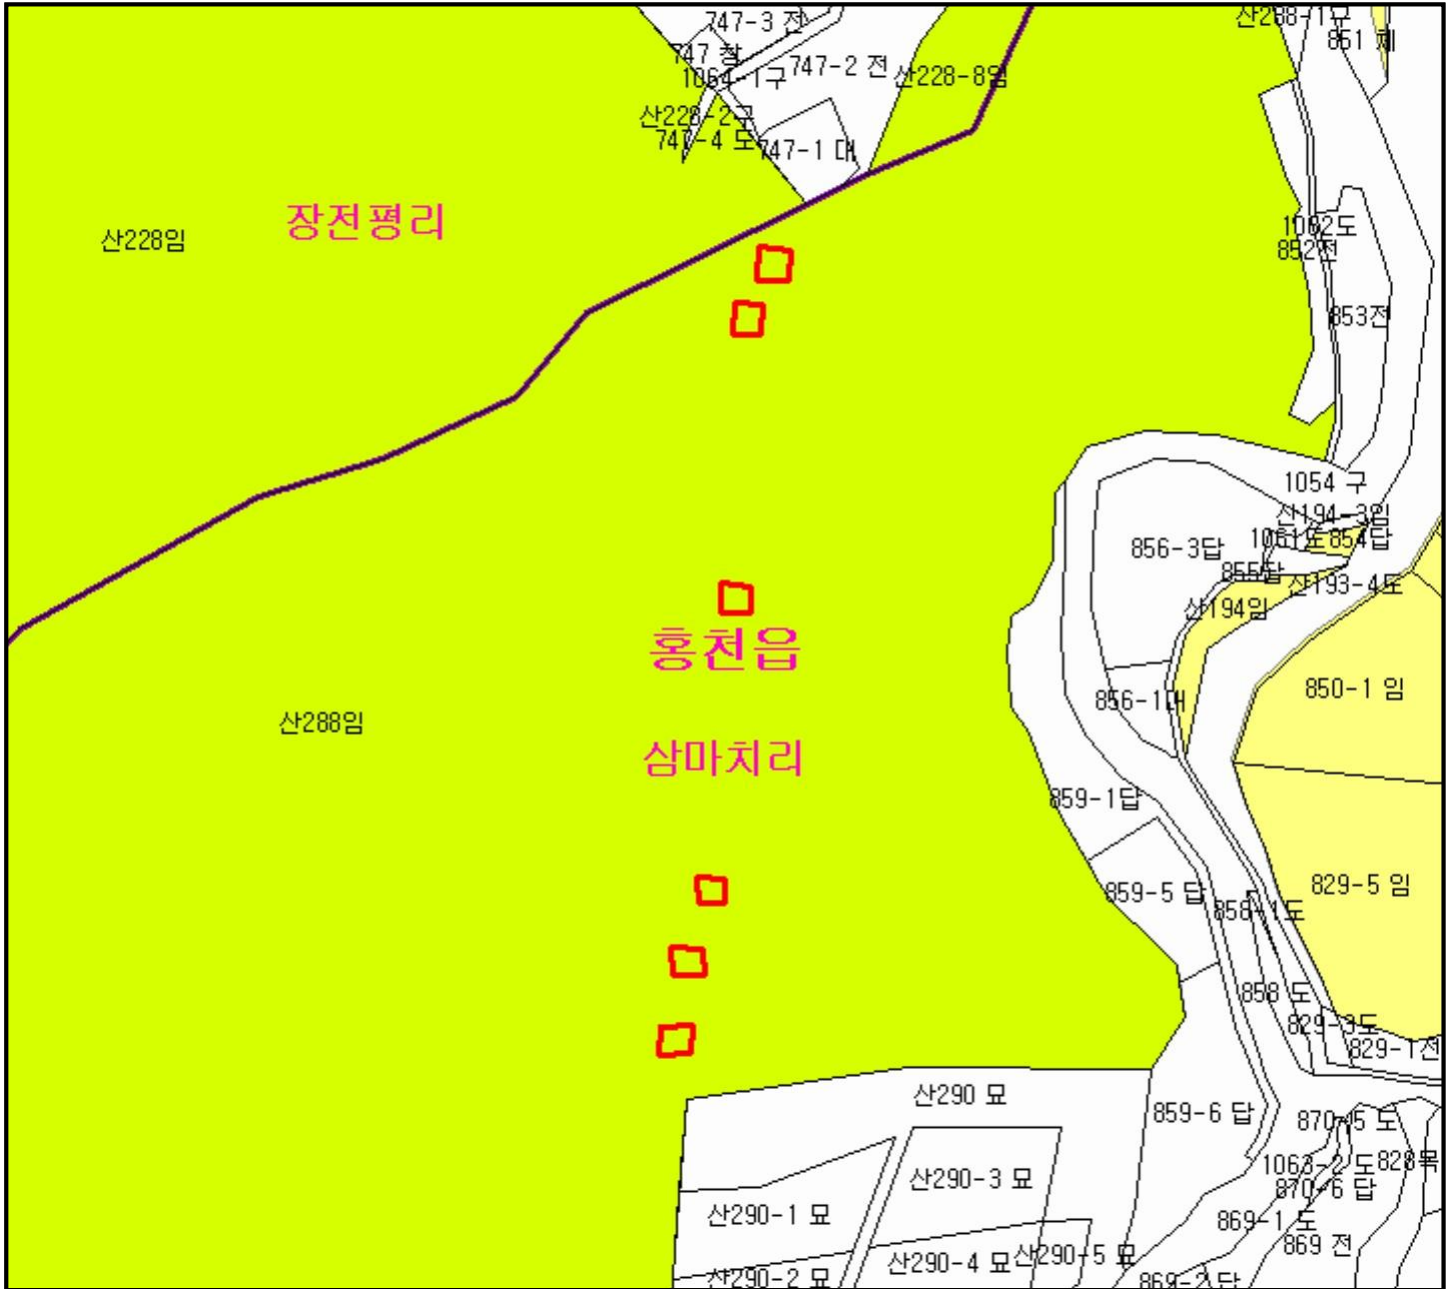 747-3 전
산288-1구
851 체
747 창
1064-1구
747-2 전
산228-8임
산228-2구
747-4 도
747-1 대
장전평리
산228임
1062도
852전
853전
1054 구
산194-3임
1061도
854답
856-3답
855답
산193-4도
산194임
홍천읍
850-1 임
856-1대
산288임
삼마치리
859-1답
829-5 임
859-5 답
858-1도
858 도
829-3도
829-1전
산290 묘
859-6 답
870-5 도
1063-2 도
828목
산290-3 묘
870-6 답
산290-1 묘
869-1 도
869 전
산290-4 묘
산290-5 묘
산290-2 묘
869-2답